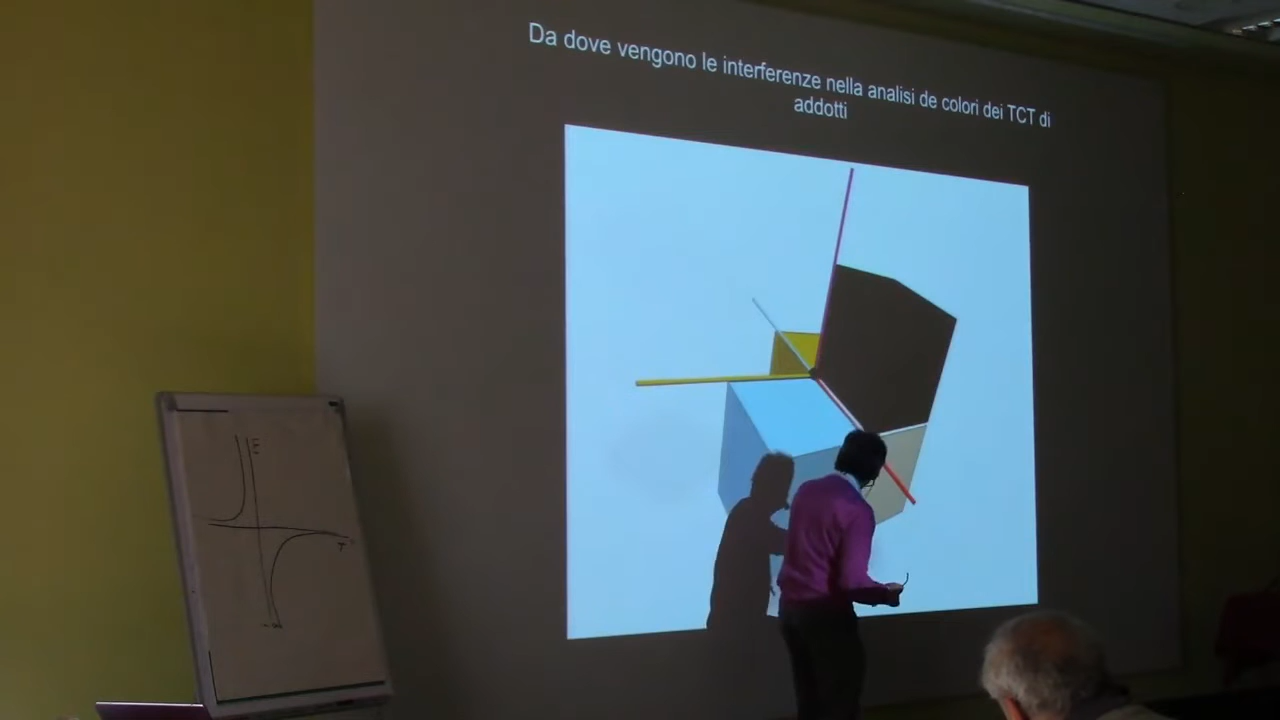 Da dove vengono le interferenze nella analisi de colori dei TCT di
addotti
E
T